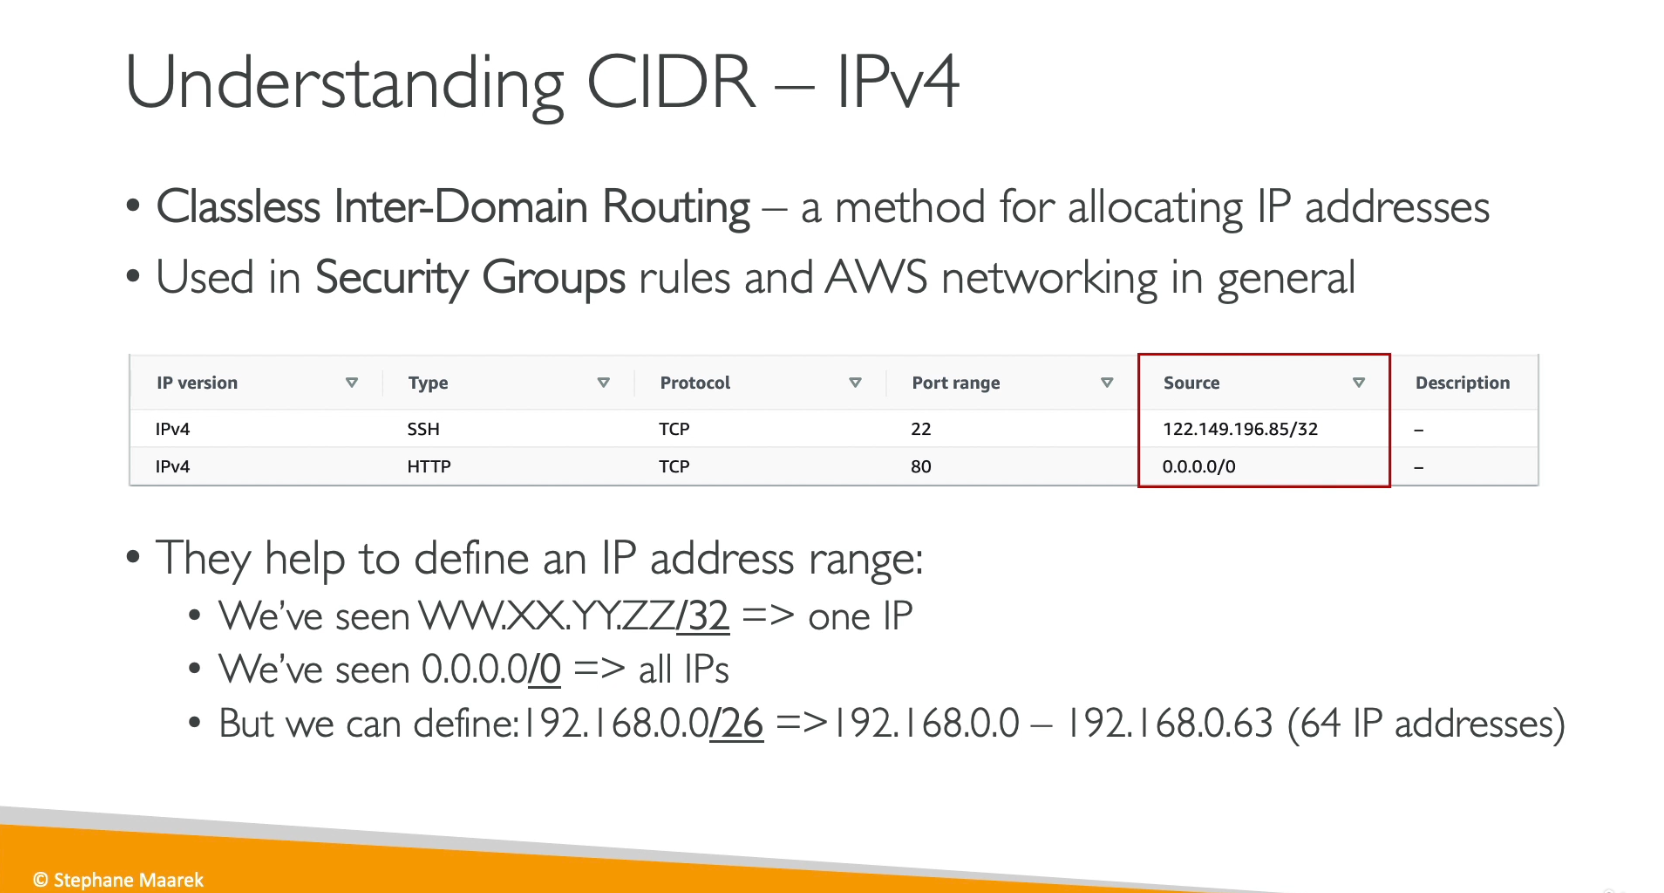 Understanding CIDR – IPv4
• Classless Inter-Domain Routing – a method for allocating IP addresses
• Used in Security Groups rules and AWS networking in general
IP version Type Protocol Port range Source Description
IPv4 SSH TCP 22 122.149.196.85/32 –
IPv4 HTTP TCP 80 0.0.0.0/0 –
• They help to define an IP address range:
• We've seen WW.XX.YY.ZZ/32 => one IP
• We've seen 0.0.0.0/0 => all IPs
• But we can define:192.168.0.0/26 =>192.168.0.0 – 192.168.0.63 (64 IP addresses)
© Stephane Maarek